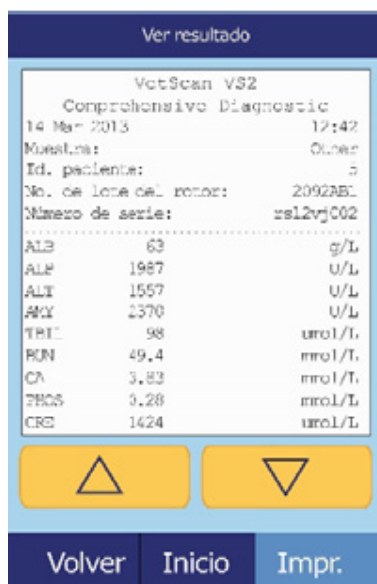 Ver resultado
VetScan VS2
Comprehensive Diagnostic
14 Mar 2013 12:42
Muestra: Other
Id. paciente: 5
No. de lote del rotor: 2092AB1
Número de serie: rsl2vj002
ALB 63 g/L
ALP 1987 U/L
ALT 1557 U/L
AMY 2370 U/L
TBIL 98 umol/L
BUN 49.4 mmol/L
CA 3.83 mmol/L
PHOS 0.28 mmol/L
CRE 1424 umol/L
Volver Inicio Impr.